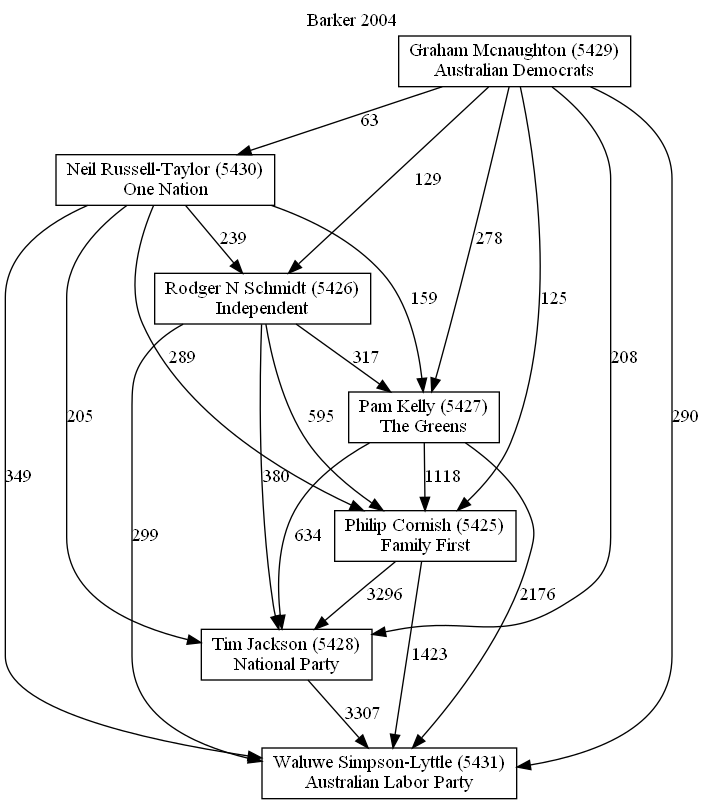 Barker 2004
Graham Mcnaughton (5429)
Australian Democrats
63
Neil Russell-Taylor (5430)
One Nation
129
239
278
Rodger N Schmidt (5426)
Independent
159
125
317
289
208
Pam Kelly (5427)
The Greens
205
595
290
380
1118
349
Philip Cornish (5425)
Family First
299
634
3296
2176
Tim Jackson (5428)
National Party
1423
3307
Waluwe Simpson-Lyttle (5431)
Australian Labor Party